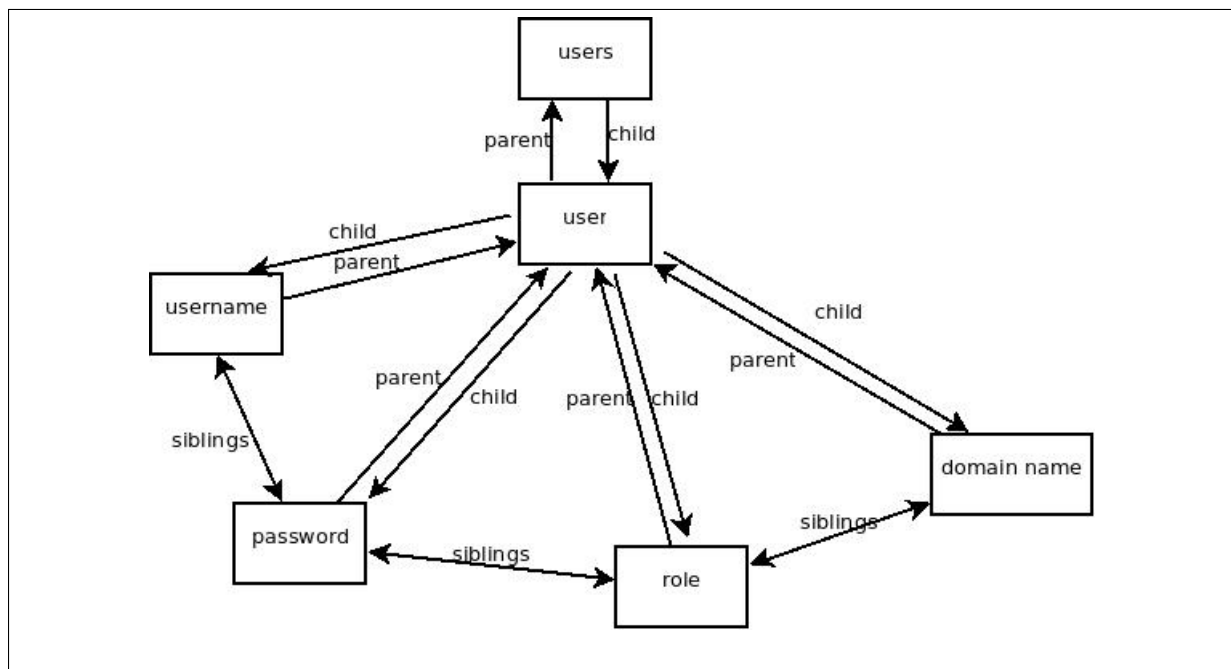 users
parent
child
user
child
parent
username
child
parent
parent
child
parent
child
siblings
domain name
password
siblings
siblings
role